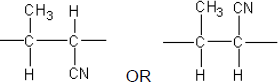 CH3 H
C C
H CN
OR
CH3 CN
C C
H H